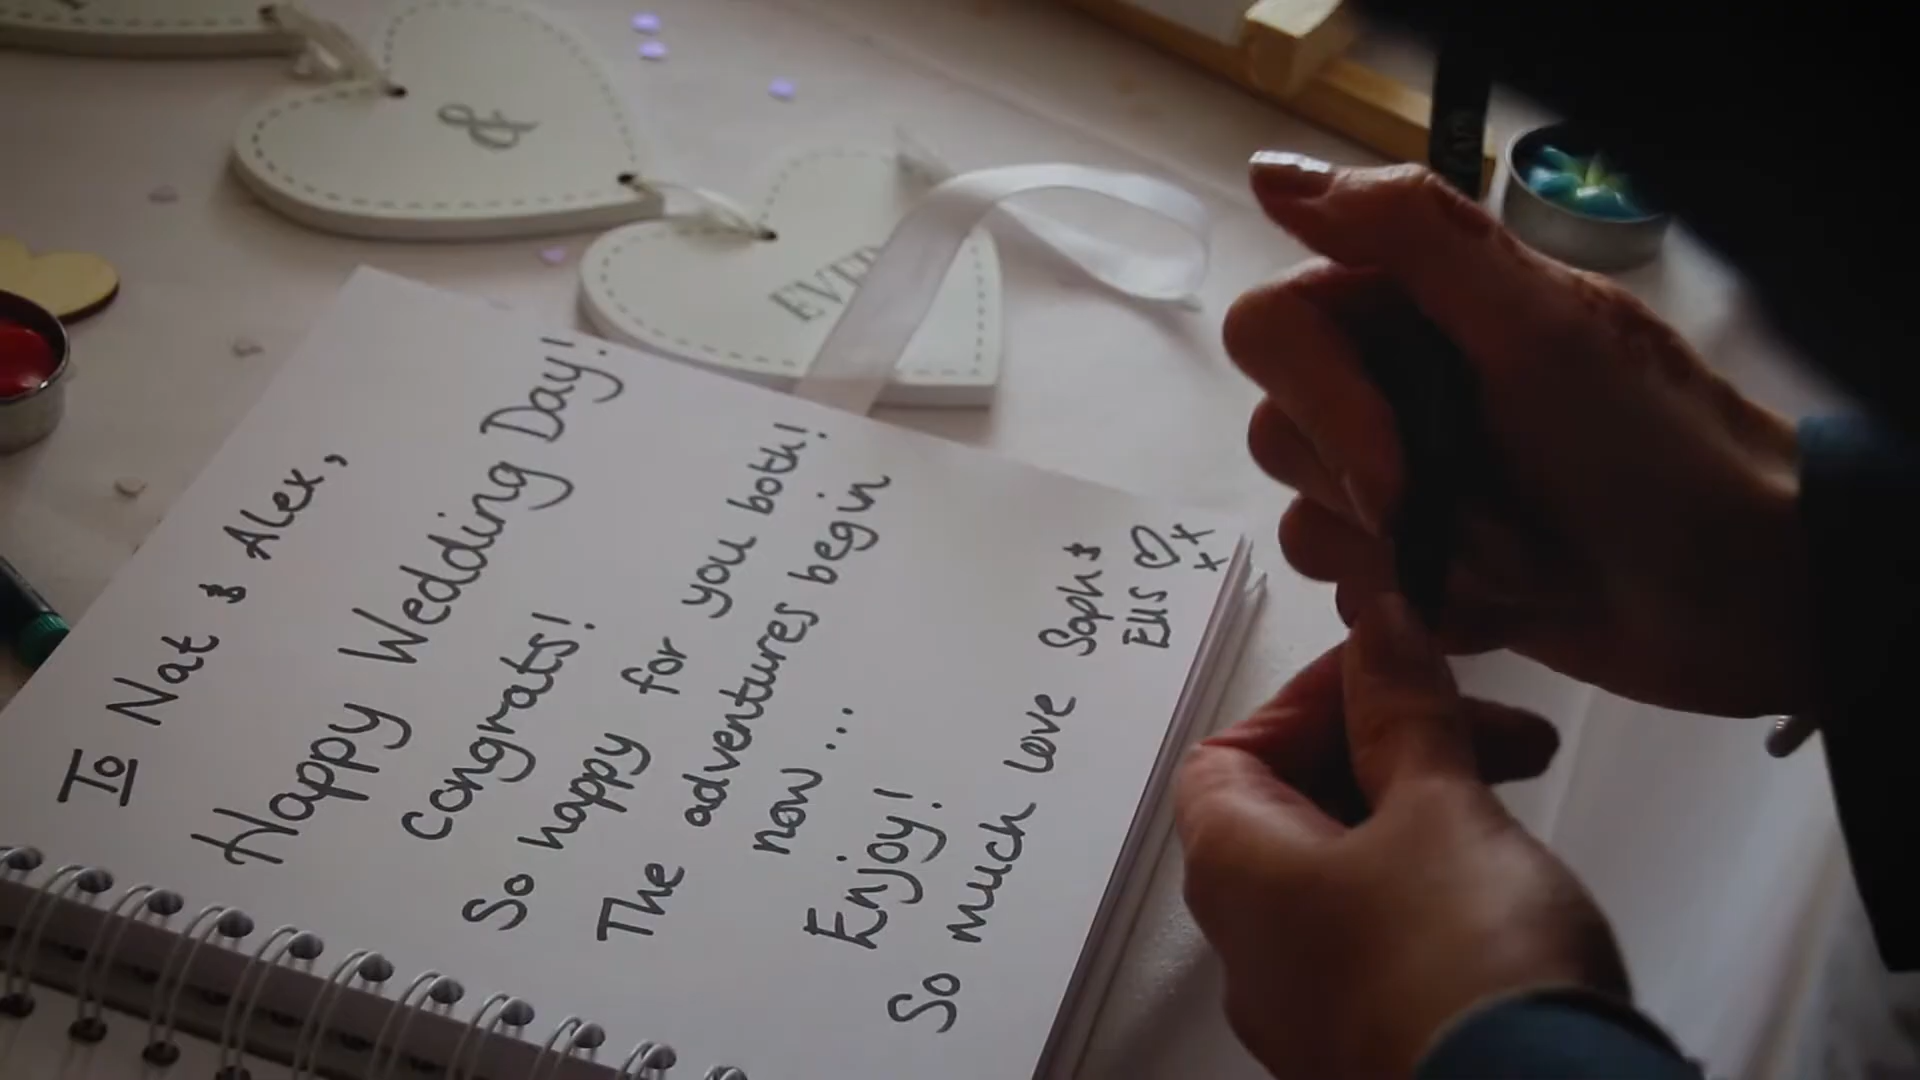 &
To Nat & Alex,
Happy Wedding Day!
Congrats!
So happy for you both!
The adventures begin
now ...
Enjoy!
So much love Soph &
Ells ♡
x x